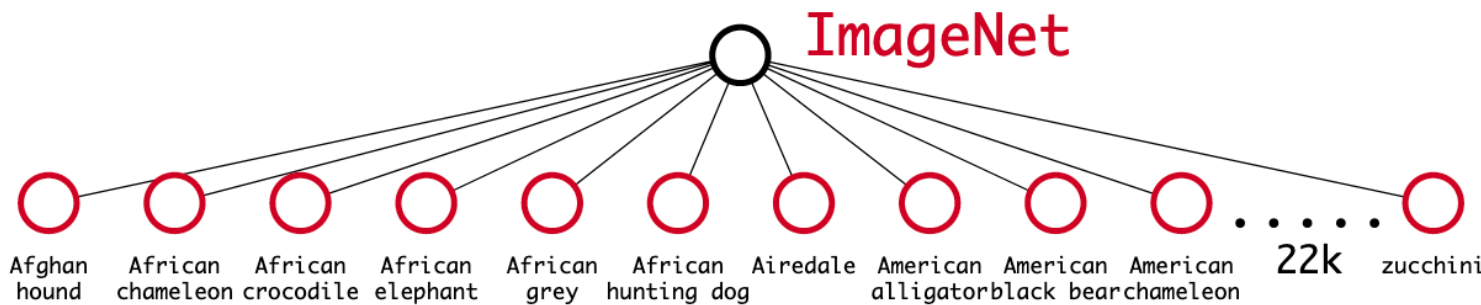 ImageNet
Afghan African African African African African Airedale American American American 22k zucchini
hound chameleon crocodile elephant grey hunting dog alligator black bear chameleon